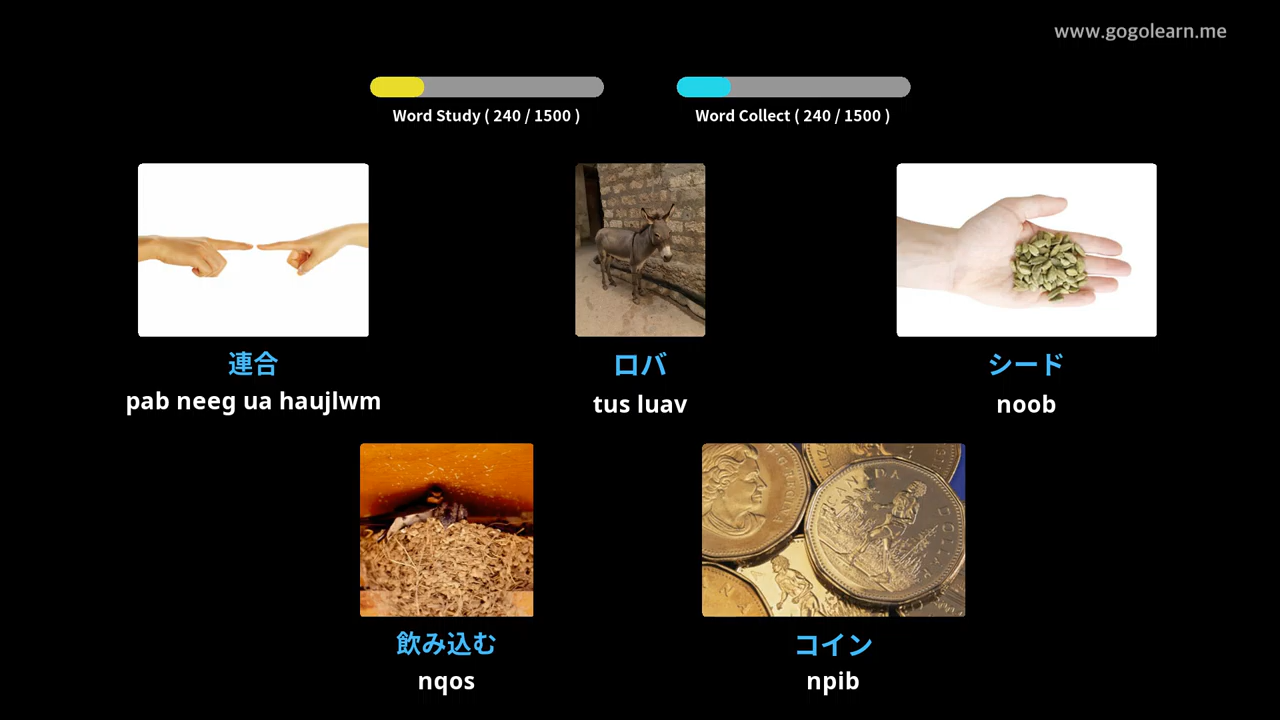 www.gogolearn.me
Word Study ( 240 / 1500 )
Word Collect ( 240 / 1500 )
連合
pab neeg ua haujlwm
ロバ
tus luav
シード
noob
飲み込む
nqos
コイン
npib
CANADA